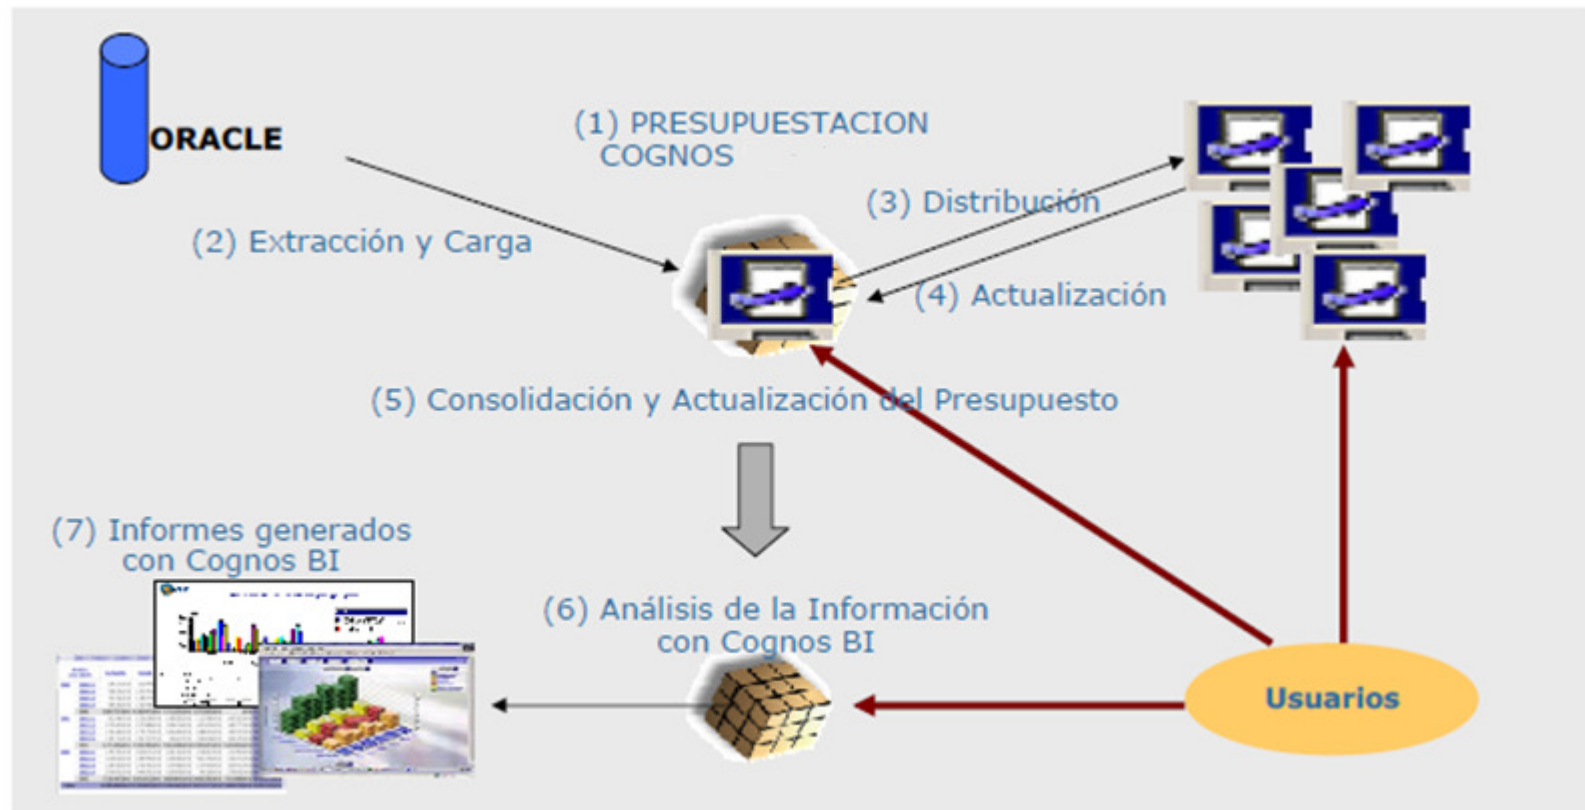 ORACLE
(1) PRESUPUESTACION
COGNOS
(2) Extracción y Carga
(3) Distribución
(4) Actualización
(5) Consolidación y Actualización del Presupuesto
(7) Informes generados
con Cognos BI
(6) Análisis de la Información
con Cognos BI
Usuarios